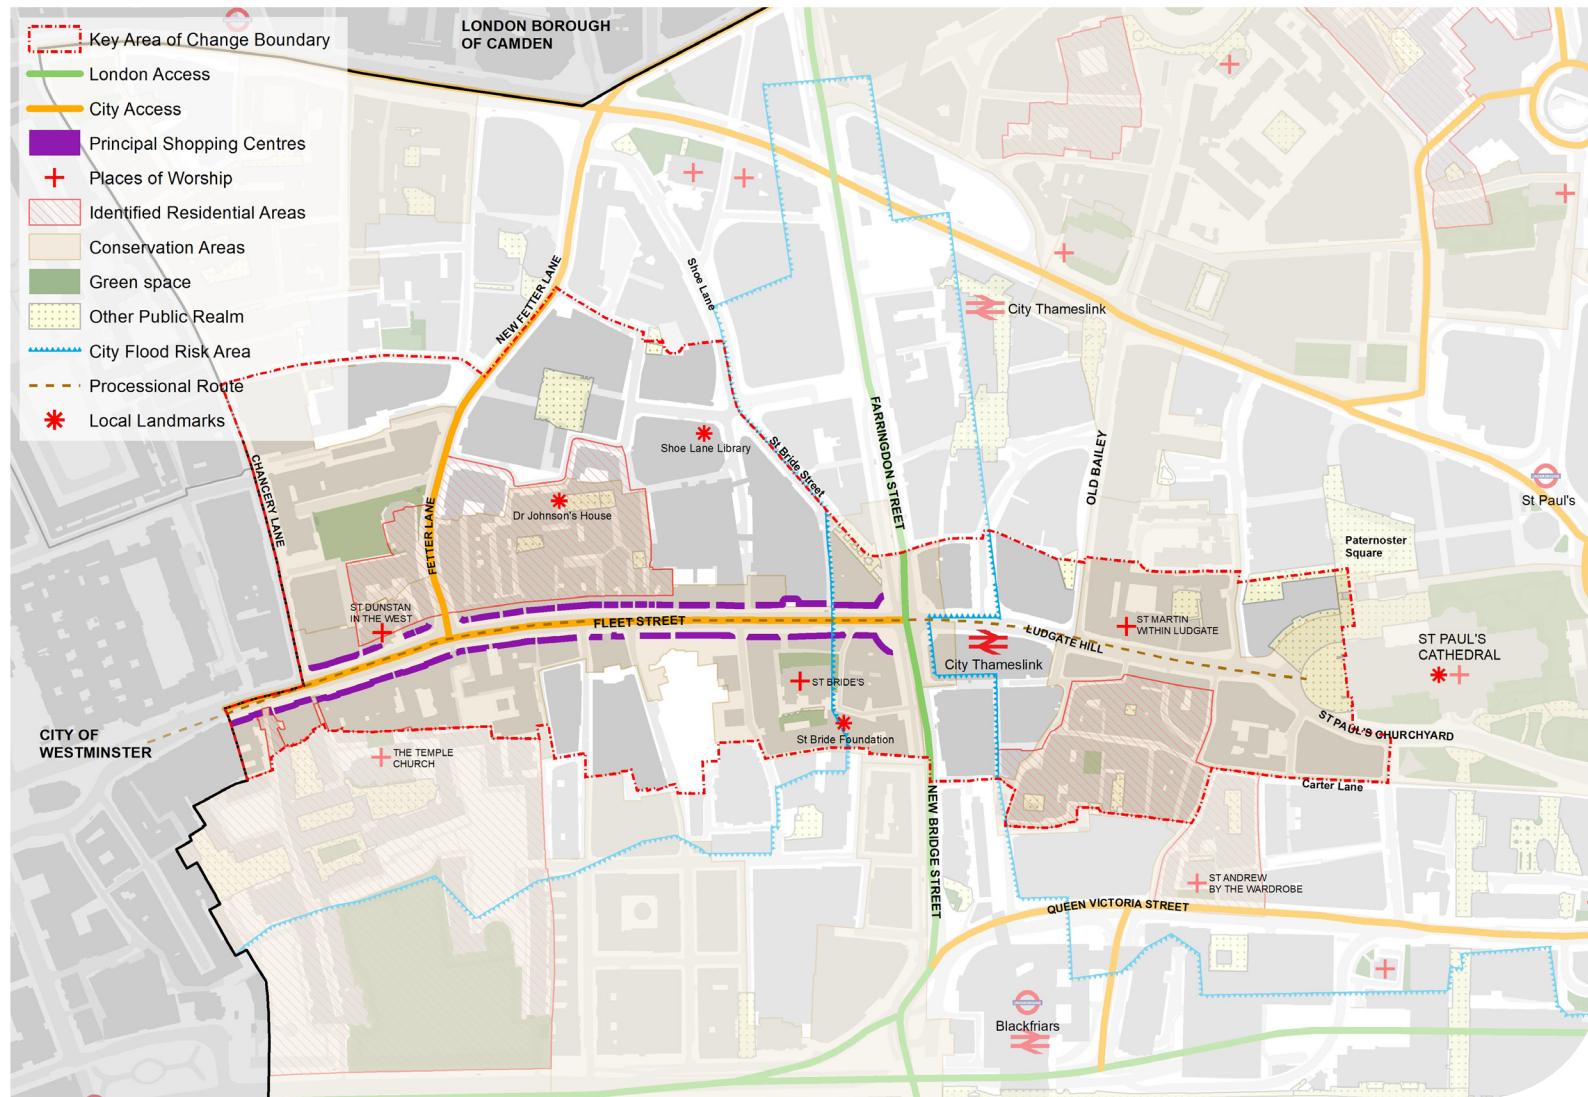 Key Area of Change Boundary
London Access
City Access
Principal Shopping Centres
Places of Worship
Identified Residential Areas
Conservation Areas
Green space
Other Public Realm
City Flood Risk Area
Processional Route
Local Landmarks
LONDON BOROUGH
OF CAMDEN
NEW FETTER LANE
Shoe Lane
City Thameslink
FARRINGDON STREET
OLD BAILEY
St Paul's
CHANCERY LANE
FETTER LANE
Shoe Lane Library
St Bride Street
Dr Johnson's House
Paternoster
Square
ST DUNSTAN
IN THE WEST
FLEET STREET
LUDGATE HILL
ST MARTIN
WITHIN LUDGATE
City Thameslink
ST PAUL'S
CATHEDRAL
ST BRIDE'S
St Bride Foundation
ST PAUL'S CHURCHYARD
CITY OF
WESTMINSTER
THE TEMPLE
CHURCH
Carter Lane
NEW BRIDGE STREET
ST ANDREW
BY THE WARDROBE
QUEEN VICTORIA STREET
Blackfriars